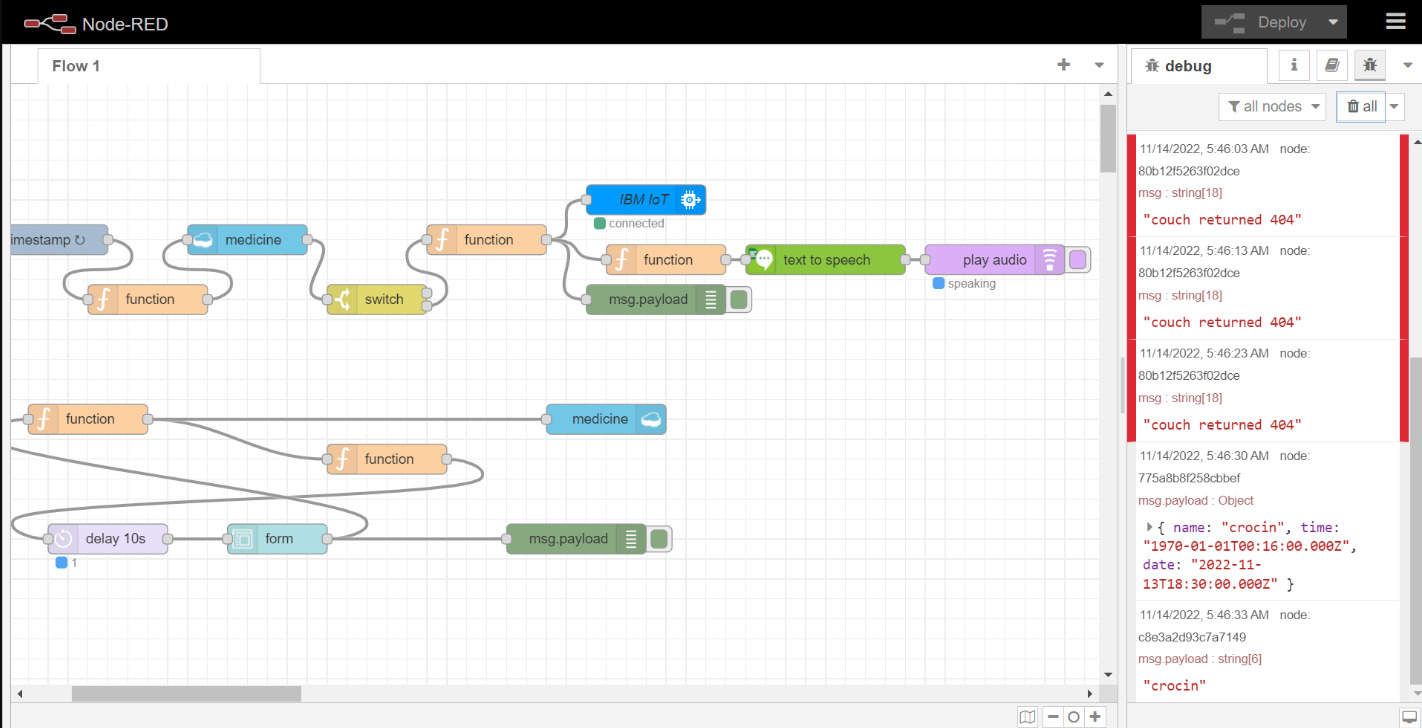 Node-RED
Deploy
Flow 1
debug
i
all nodes
all
11/14/2022, 5:46:03 AM node:
80b12f5263f02dce
msg : string[18]
"couch returned 404"
11/14/2022, 5:46:13 AM node:
80b12f5263f02dce
msg : string[18]
"couch returned 404"
11/14/2022, 5:46:23 AM node:
80b12f5263f02dce
msg : string[18]
"couch returned 404"
11/14/2022, 5:46:30 AM node:
775a8b8f258cbbef
msg.payload : Object
{ name: "crocin", time:
"1970-01-01T00:16:00.000Z",
date: "2022-11-
13T18:30:00.000Z" }
11/14/2022, 5:46:33 AM node:
c8e3a2d93c7a7149
msg.payload : string[6]
"crocin"
IBM IoT
connected
imestamp ↻
medicine
function
function
text to speech
play audio
speaking
function
switch
msg.payload
function
medicine
function
delay 10s
form
msg.payload
1